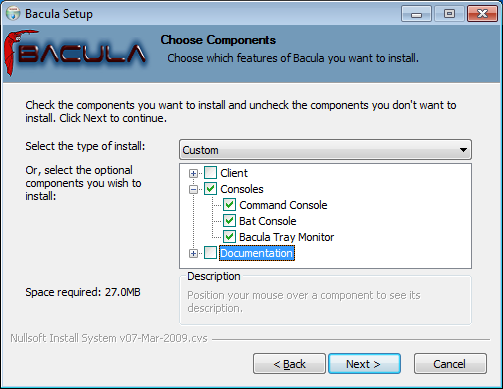 Bacula Setup
BACULA
Choose Components
Choose which features of Bacula you want to install.
Check the components you want to install and uncheck the components you don't want to
install. Click Next to continue.
Select the type of install:
Custom
Or, select the optional
components you wish to
install:
Client
Consoles
Command Console
Bat Console
Bacula Tray Monitor
Documentation
Space required: 27.0MB
Description
Position your mouse over a component to see its
description.
Nullsoft Install System v07-Mar-2009.cvs
< Back
Next >
Cancel